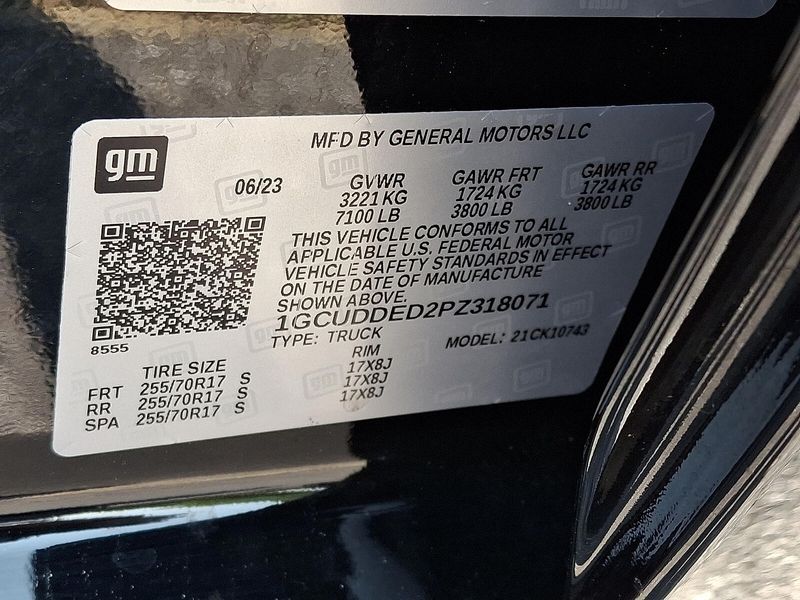 gm
MFD BY GENERAL MOTORS LLC
06/23
GVWR GAWR FRT GAWR RR
3221 KG 1724 KG 1724 KG
7100 LB 3800 LB 3800 LB
THIS VEHICLE CONFORMS TO ALL
APPLICABLE U.S. FEDERAL MOTOR
VEHICLE SAFETY STANDARDS IN EFFECT
ON THE DATE OF MANUFACTURE
SHOWN ABOVE.
1GCUDDED2PZ318071
TYPE: TRUCK MODEL: 21CK10743
8555
TIRE SIZE RIM
FRT 255/70R17 S 17X8J
RR 255/70R17 S 17X8J
SPA 255/70R17 S 17X8J